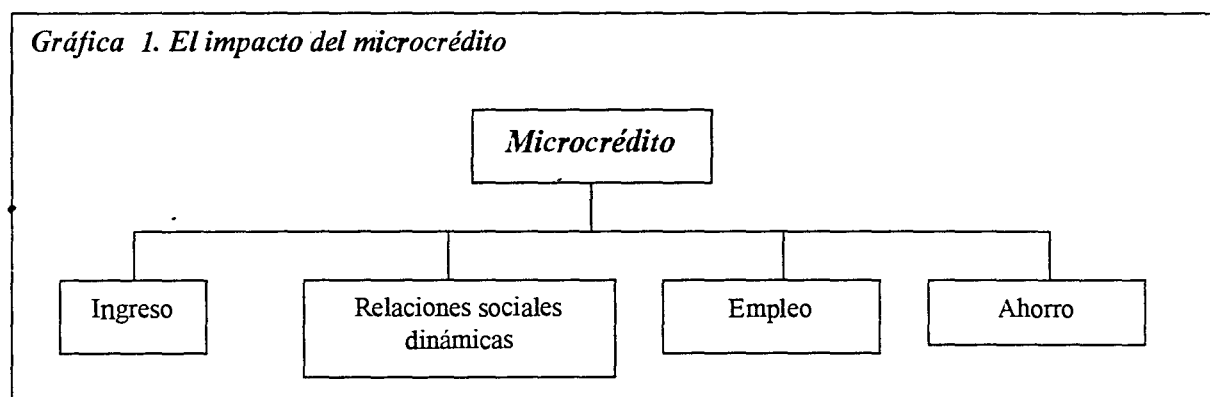 Gráfica 1. El impacto del microcrédito
Microcrédito
Ingreso
Relaciones sociales
dinámicas
Empleo
Ahorro